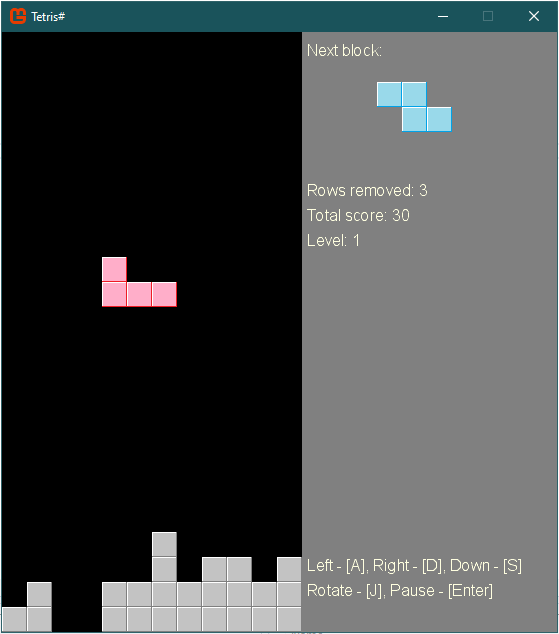 Tetris#
Next block:
Rows removed: 3
Total score: 30
Level: 1
Left - [A], Right - [D], Down - [S]
Rotate - [J], Pause - [Enter]